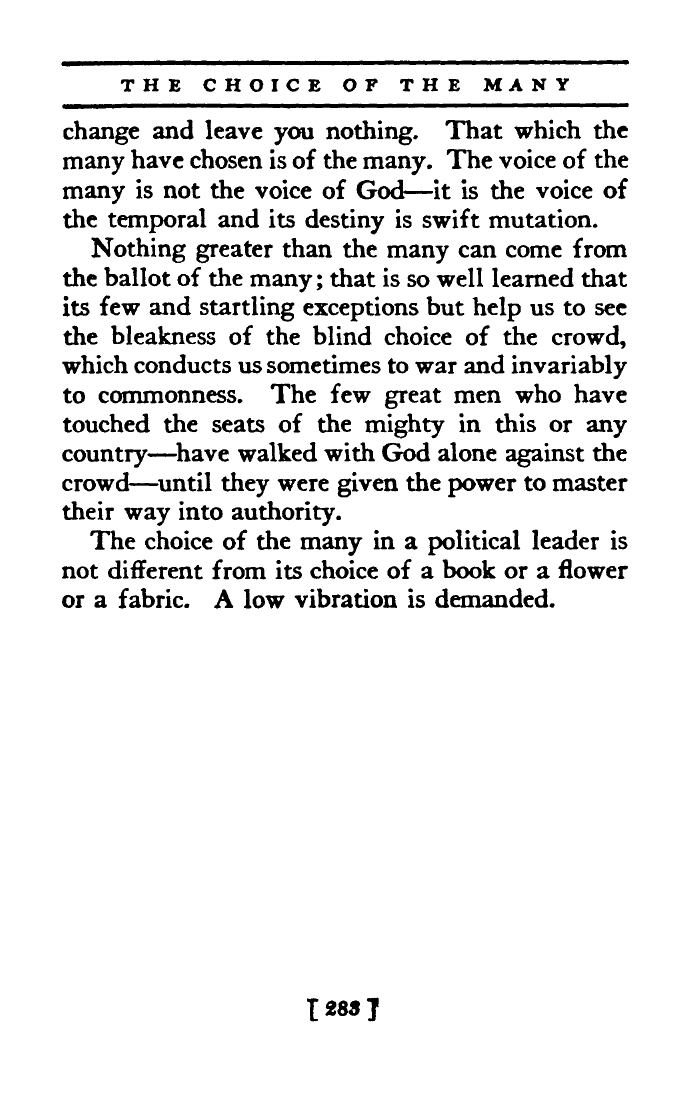 THE CHOICE OF THE MANY
change and leave you nothing. That which the
many have chosen is of the many. The voice of the
many is not the voice of God—it is the voice of
the temporal and its destiny is swift mutation.
Nothing greater than the many can come from
the ballot of the many; that is so well learned that
its few and startling exceptions but help us to see
the bleakness of the blind choice of the crowd,
which conducts us sometimes to war and invariably
to commonness. The few great men who have
touched the seats of the mighty in this or any
country—have walked with God alone against the
crowd—until they were given the power to master
their way into authority.
The choice of the many in a political leader is
not different from its choice of a book or a flower
or a fabric. A low vibration is demanded.
[ 283 ]